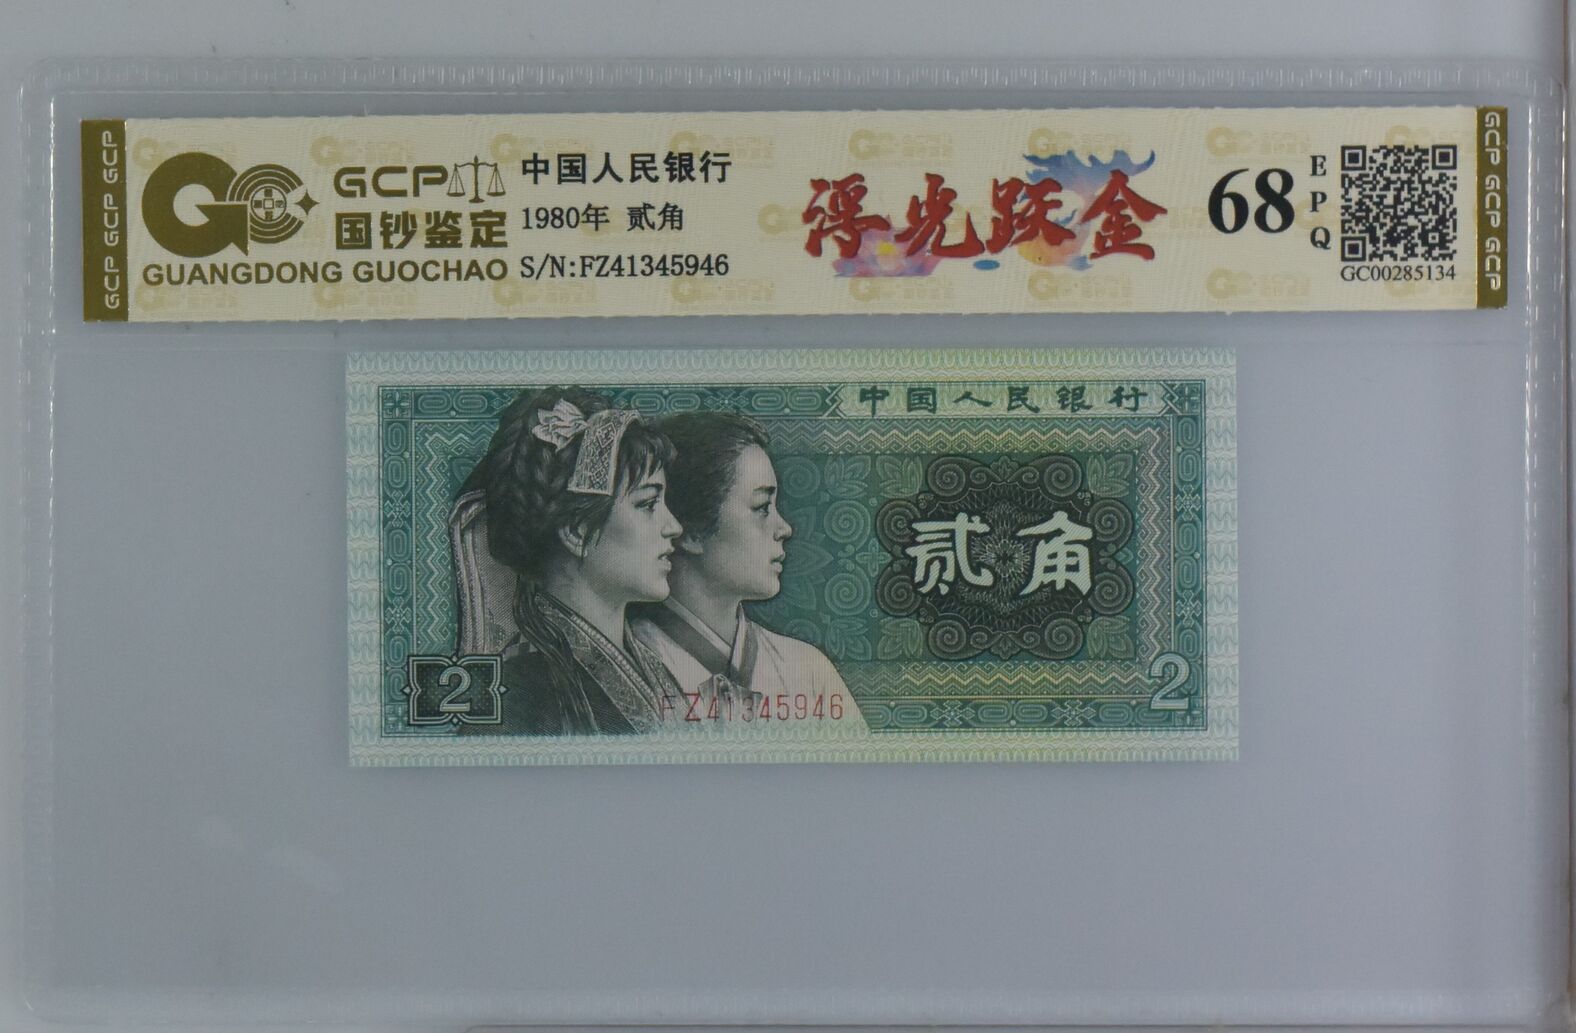 GCP GCP GCP
GCP
国钞鉴定
GUANGDONG GUOCHAO
中国人民银行
1980年 贰角
S/N:FZ41345946
浮光跃金
68
EPQ
GC00285134
GCP GCP GCP
中国人民银行
贰角
2
FZ41345946
2